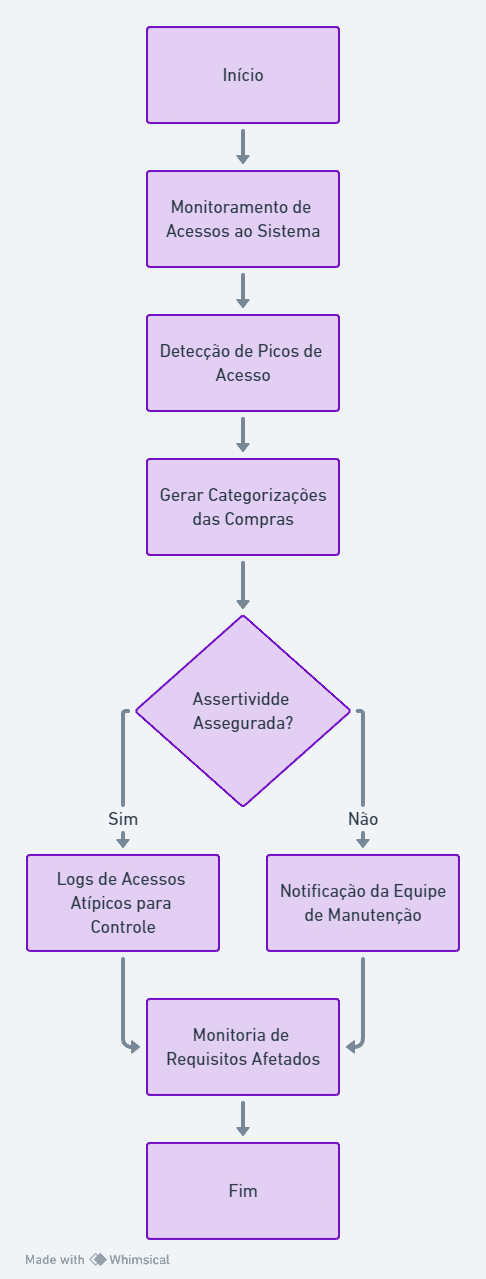 Início
Monitoramento de
Acessos ao Sistema
Detecção de Picos de
Acesso
Gerar Categorizações
das Compras
Assertividde
Assegurada?
Sim
Não
Logs de Acessos
Atípicos para
Controle
Notificação da Equipe
de Manutenção
Monitoria de
Requisitos Afetados
Fim
Made with Whimsical